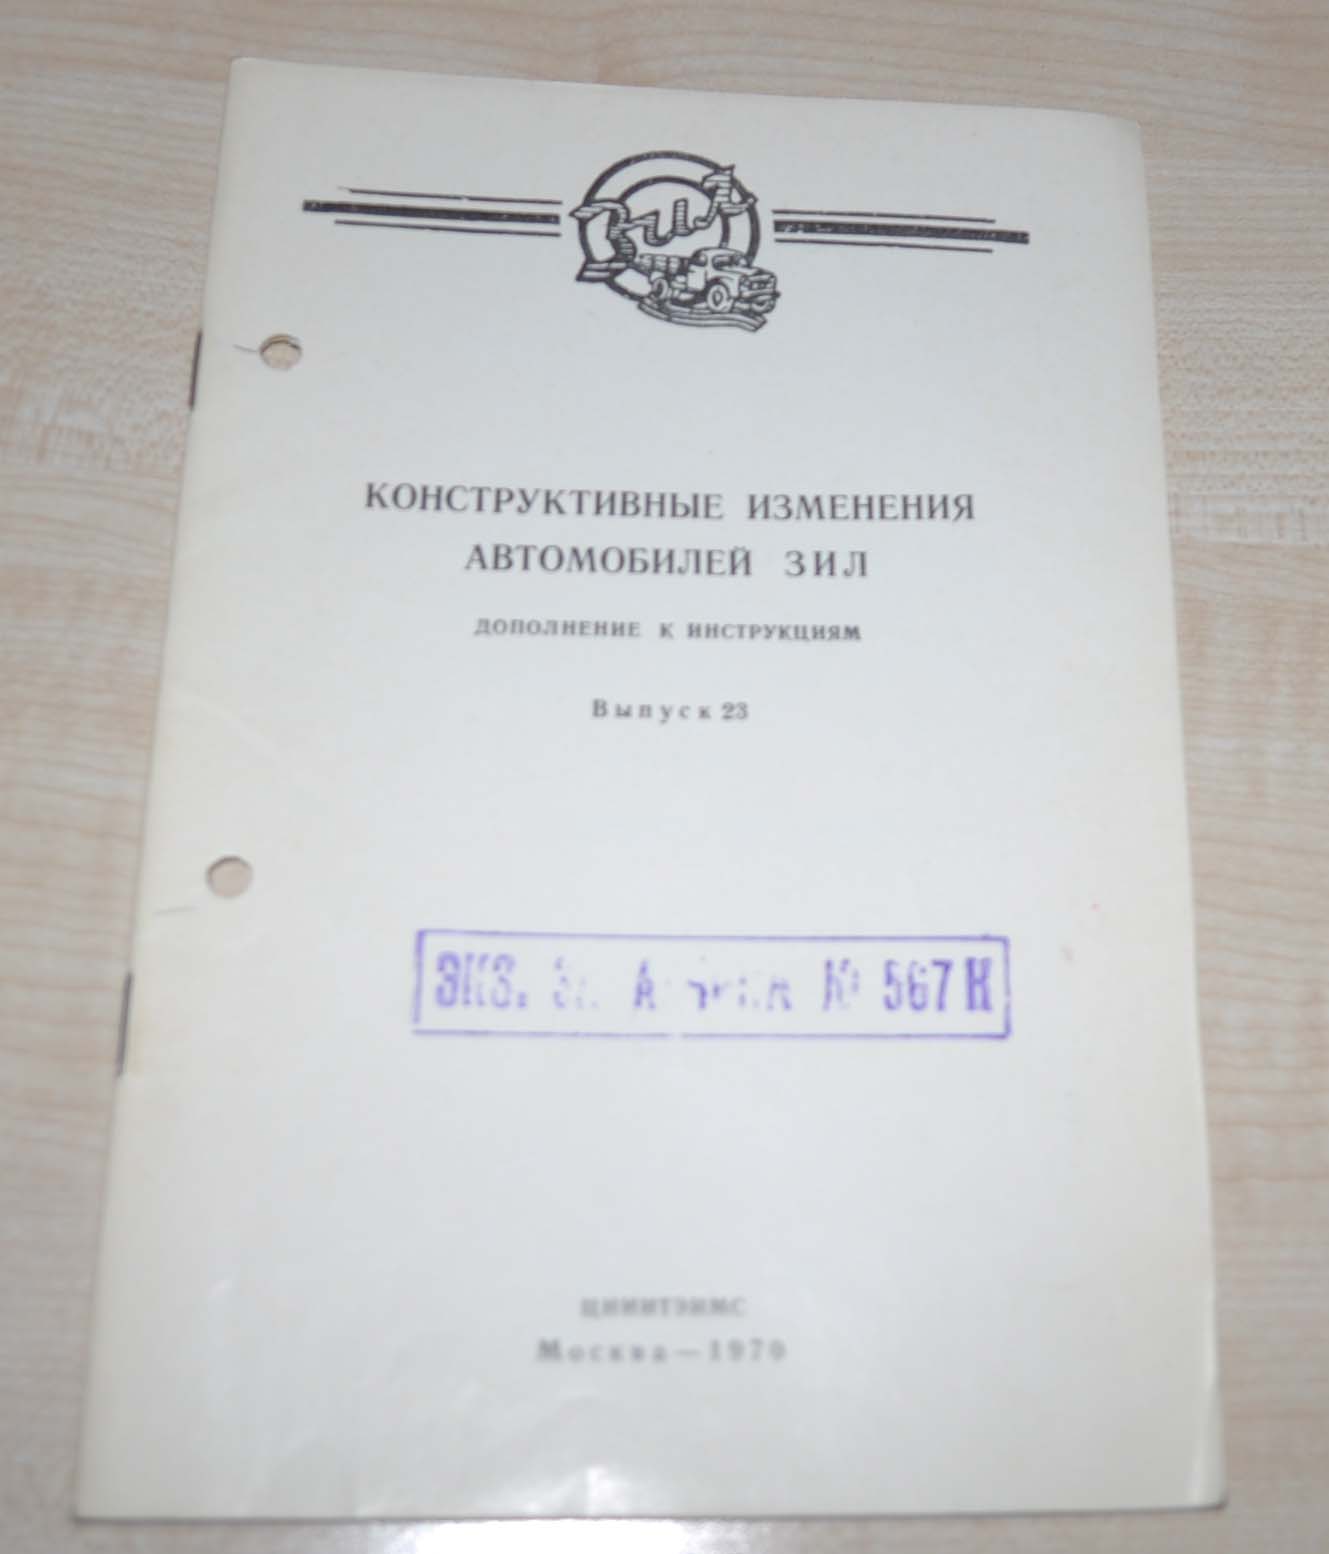 ЗИЛ
КОНСТРУКТИВНЫЕ ИЗМЕНЕНИЯ
АВТОМОБИЛЕЙ ЗИЛ
ДОПОЛНЕНИЕ К ИНСТРУКЦИЯМ
Выпуск 23
ЭКЗ. № 567 Н
ЦНИИТЭИМС
Москва — 1970